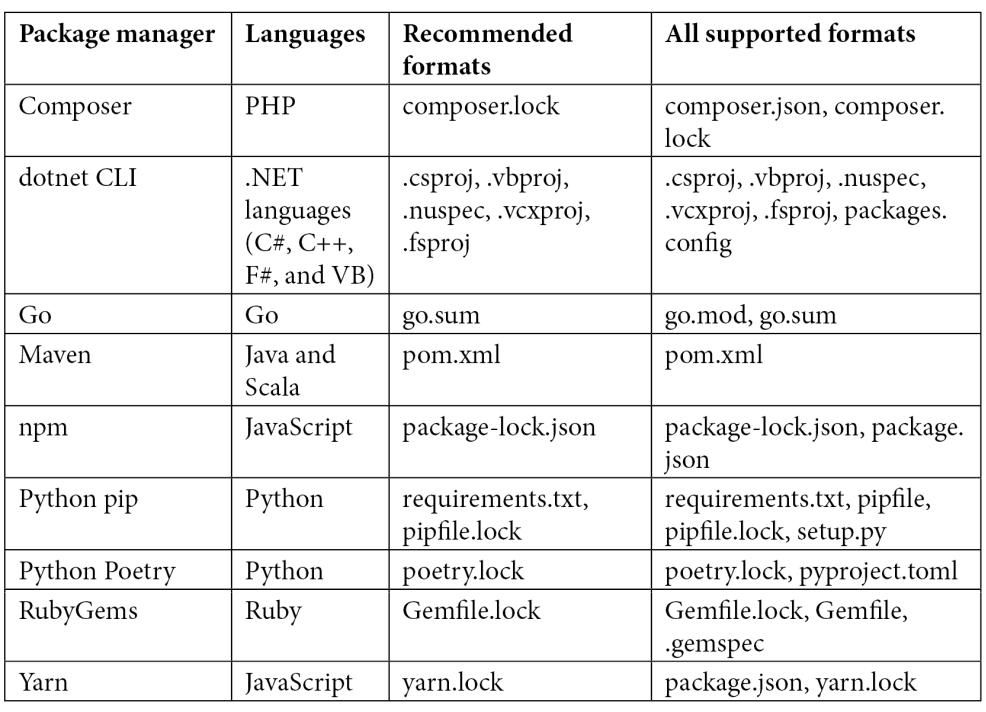 Package manager Languages Recommended All supported formats
formats
Composer PHP composer.lock composer.json, composer.
lock
dotnet CLI .NET .csproj, .vbproj, .csproj, .vbproj, .nuspec,
languages .nuspec, .vcxproj, .vcxproj, .fsproj, packages.
(C#, C++, .fsproj config
F#, and VB)
Go Go go.sum go.mod, go.sum
Maven Java and pom.xml pom.xml
Scala
npm JavaScript package-lock.json package-lock.json, package.
json
Python pip Python requirements.txt, requirements.txt, pipfile,
pipfile.lock pipfile.lock, setup.py
Python Poetry Python poetry.lock poetry.lock, pyproject.toml
RubyGems Ruby Gemfile.lock Gemfile.lock, Gemfile,
.gemspec
Yarn JavaScript yarn.lock package.json, yarn.lock